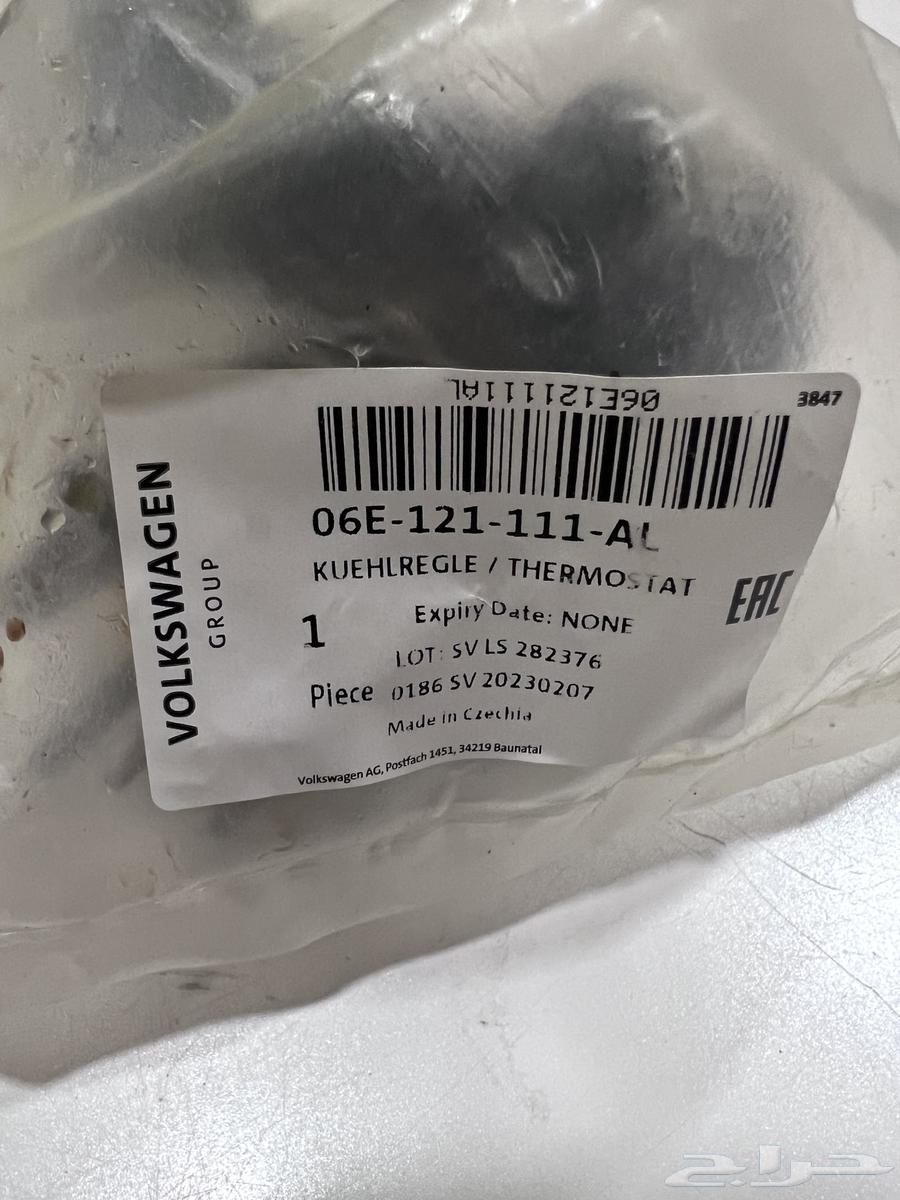 06E121111AL
3847
06E-121-111-AL
KUEHLREGLE / THERMOSTAT
EAC
Expiry Date: NONE
1
LOT: SV LS 282376
Piece 0186 SV 20230207
Made in Czechia
Volkswagen AG, Postfach 1451, 34219 Baunatal
VOLKSWAGEN
GROUP
حراج